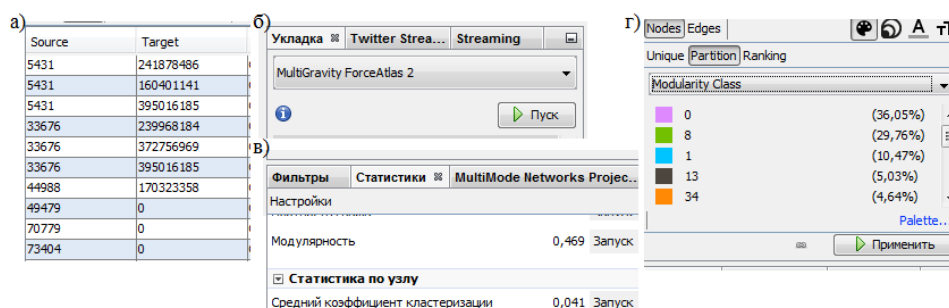 а)
Source Target
5431 241878486
5431 160401141
5431 395016185
33676 239968184
33676 372756969
33676 395016185
44988 170323358
49479 0
70779 0
73404 0
б)
Укладка Twitter Strea... Streaming
MultiGravity ForceAtlas 2
Пуск
в)
Фильтры Статистики MultiMode Networks Projec..
Настройки
Модулярность 0,469 Запуск
Статистика по узлу
Средний коэффициент кластеризации 0,041 Запуск
г)
Nodes Edges
Unique Partition Ranking
Modularity Class
0 (36,05%)
8 (29,76%)
1 (10,47%)
13 (5,03%)
34 (4,64%)
Palette...
Применить